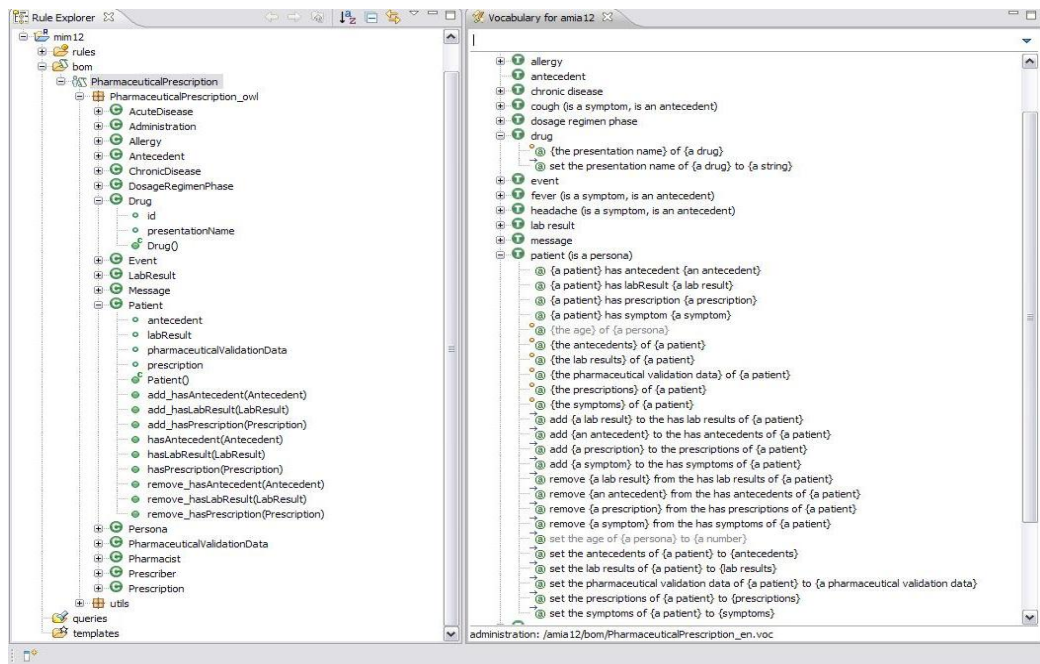 Rule Explorer
mim12
rules
bom
PharmaceuticalPrescription
PharmaceuticalPrescription_owl
AcuteDisease
Administration
Allergy
Antecedent
ChronicDisease
DosageRegimenPhase
Drug
id
presentationName
Drug()
Event
LabResult
Message
Patient
antecedent
labResult
pharmaceuticalValidationData
prescription
Patient()
add_hasAntecedent(Antecedent)
add_hasLabResult(LabResult)
add_hasPrescription(Prescription)
hasAntecedent(Antecedent)
hasLabResult(LabResult)
hasPrescription(Prescription)
remove_hasAntecedent(Antecedent)
remove_hasLabResult(LabResult)
remove_hasPrescription(Prescription)
Persona
PharmaceuticalValidationData
Pharmacist
Prescriber
Prescription
utils
queries
templates
Vocabulary for amia12
allergy
antecedent
chronic disease
cough (is a symptom, is an antecedent)
dosage regimen phase
drug
{the presentation name} of {a drug}
set the presentation name of {a drug} to {a string}
event
fever (is a symptom, is an antecedent)
headache (is a symptom, is an antecedent)
lab result
message
patient (is a persona)
{a patient} has antecedent {an antecedent}
{a patient} has labResult {a lab result}
{a patient} has prescription {a prescription}
{a patient} has symptom {a symptom}
{the age} of {a persona}
{the antecedents} of {a patient}
{the lab results} of {a patient}
{the pharmaceutical validation data} of {a patient}
{the prescriptions} of {a patient}
{the symptoms} of {a patient}
add {a lab result} to the has lab results of {a patient}
add {an antecedent} to the has antecedents of {a patient}
add {a prescription} to the prescriptions of {a patient}
add {a symptom} to the has symptoms of {a patient}
remove {a lab result} from the has lab results of {a patient}
remove {an antecedent} from the has antecedents of {a patient}
remove {a prescription} from the has prescriptions of {a patient}
remove {a symptom} from the has symptoms of {a patient}
set the age of {a persona} to {a number}
set the antecedents of {a patient} to {antecedents}
set the lab results of {a patient} to {lab results}
set the pharmaceutical validation data of {a patient} to {a pharmaceutical validation data}
set the prescriptions of {a patient} to {prescriptions}
set the symptoms of {a patient} to {symptoms}
administration: /amia12/bom/PharmaceuticalPrescription_en.voc